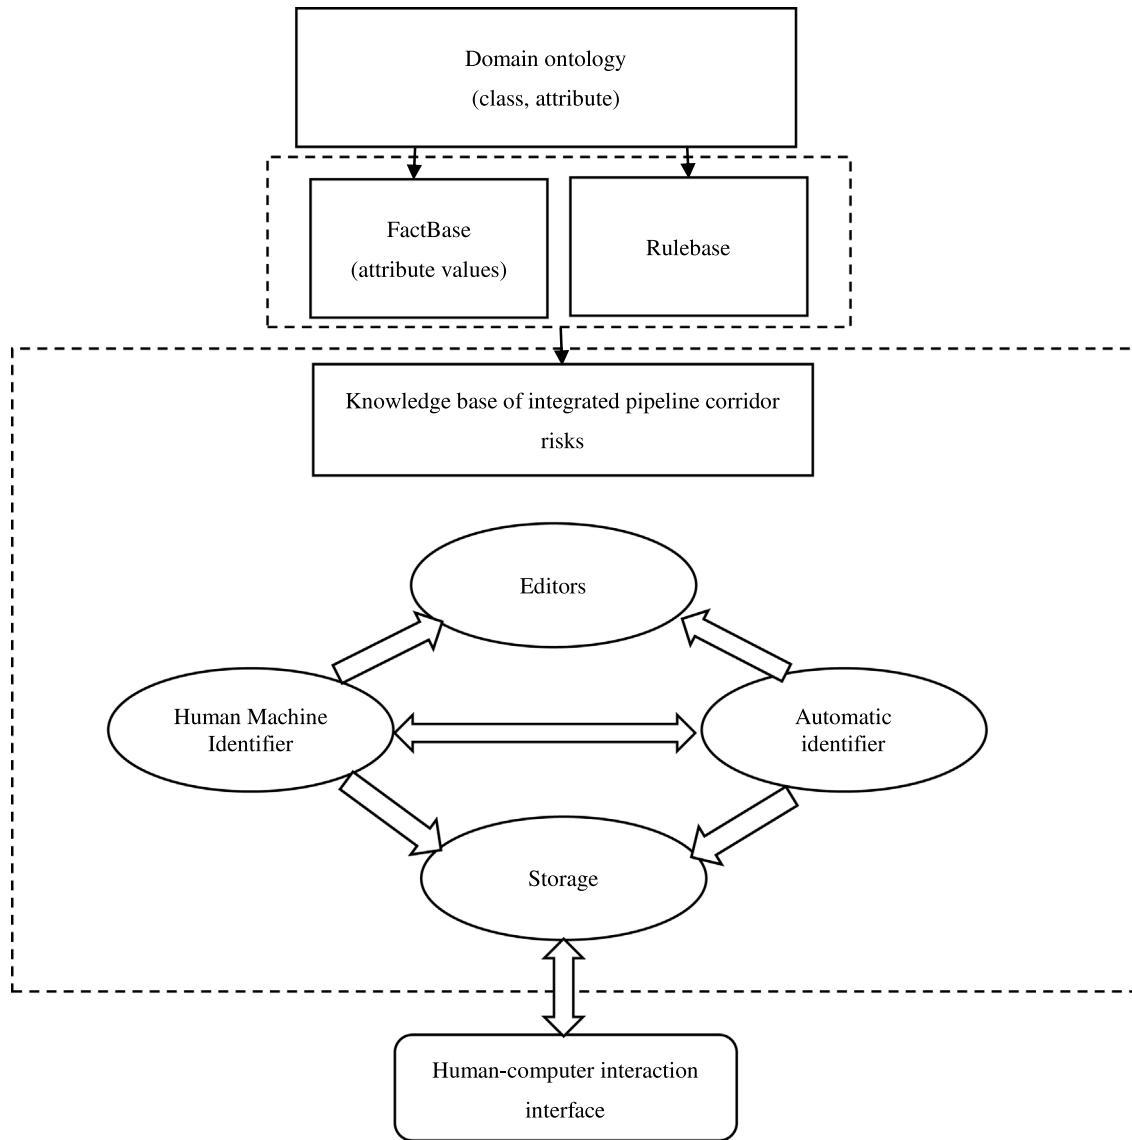 Domain ontology
(class, attribute)
FactBase
(attribute values)
Rulebase
Knowledge base of integrated pipeline corridor
risks
Editors
Human Machine
Identifier
Automatic
identifier
Storage
Human-computer interaction
interface